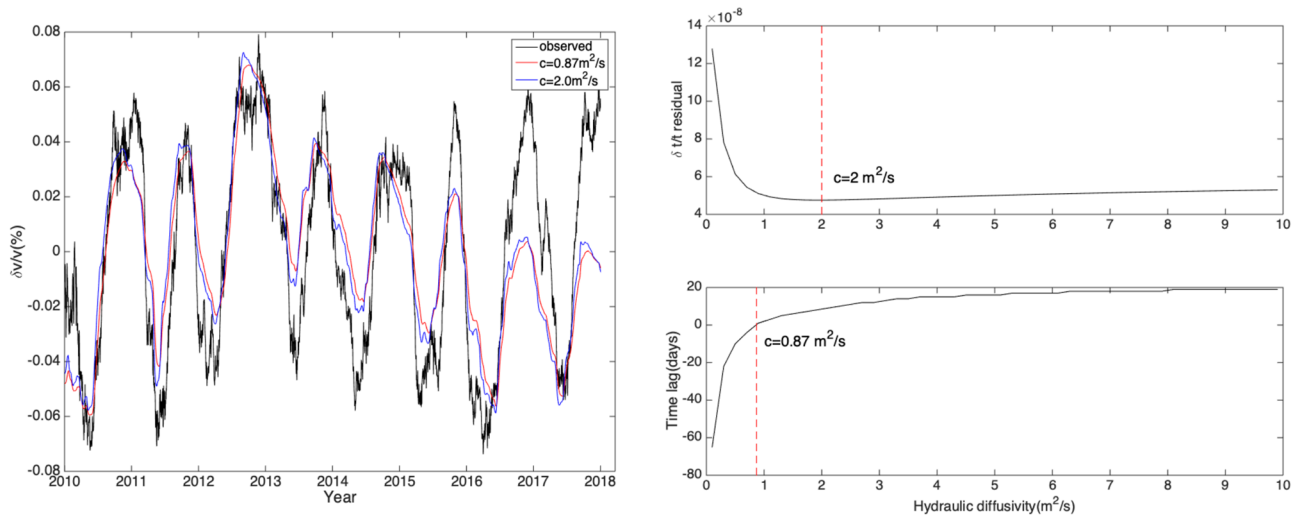 0.08
0.06
0.04
0.02
0
-0.02
-0.04
-0.06
-0.08
δv/v(%)
observed
c=0.87m²/s
c=2.0m²/s
2010 2011 2012 2013 2014 2015 2016 2017 2018
Year
×10⁻⁸
14
12
10
8
6
4
δ t/t residual
c=2 m²/s
0 1 2 3 4 5 6 7 8 9 10
20
0
-20
-40
-60
-80
Time lag(days)
c=0.87 m²/s
0 1 2 3 4 5 6 7 8 9 10
Hydraulic diffusivity(m²/s)